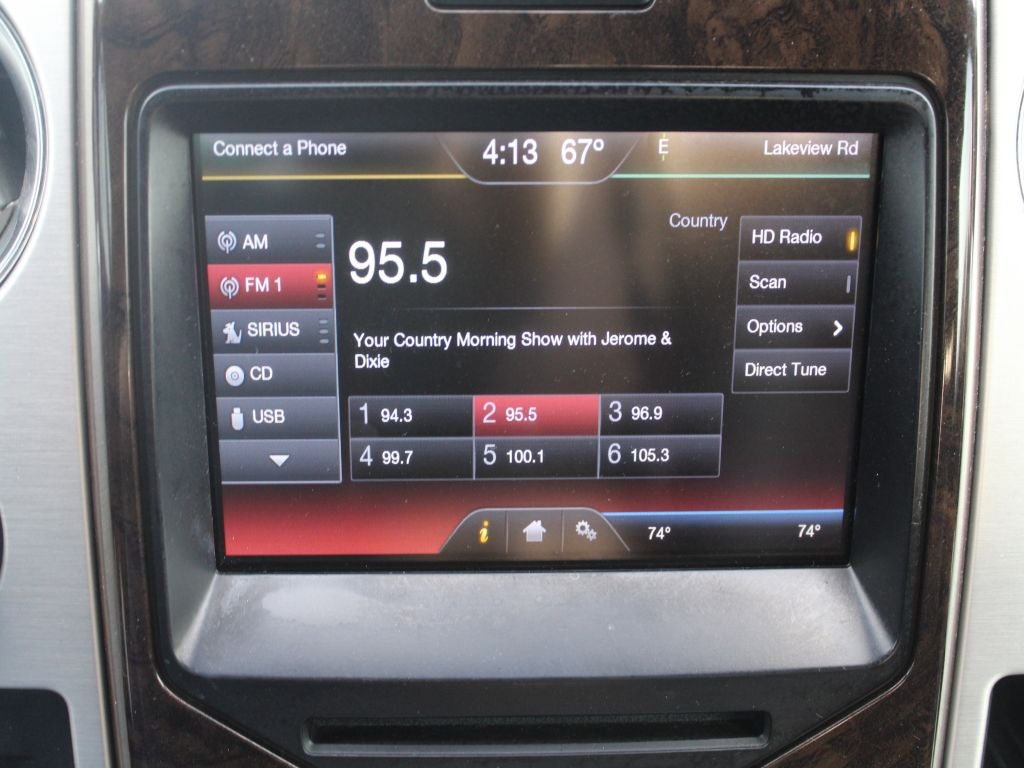 Connect a Phone
4:13 67°
E
Lakeview Rd
AM
FM 1
SIRIUS
CD
USB
95.5
Country
Your Country Morning Show with Jerome &
Dixie
1 94.3
2 95.5
3 96.9
4 99.7
5 100.1
6 105.3
HD Radio
Scan
Options
Direct Tune
i
74°
74°